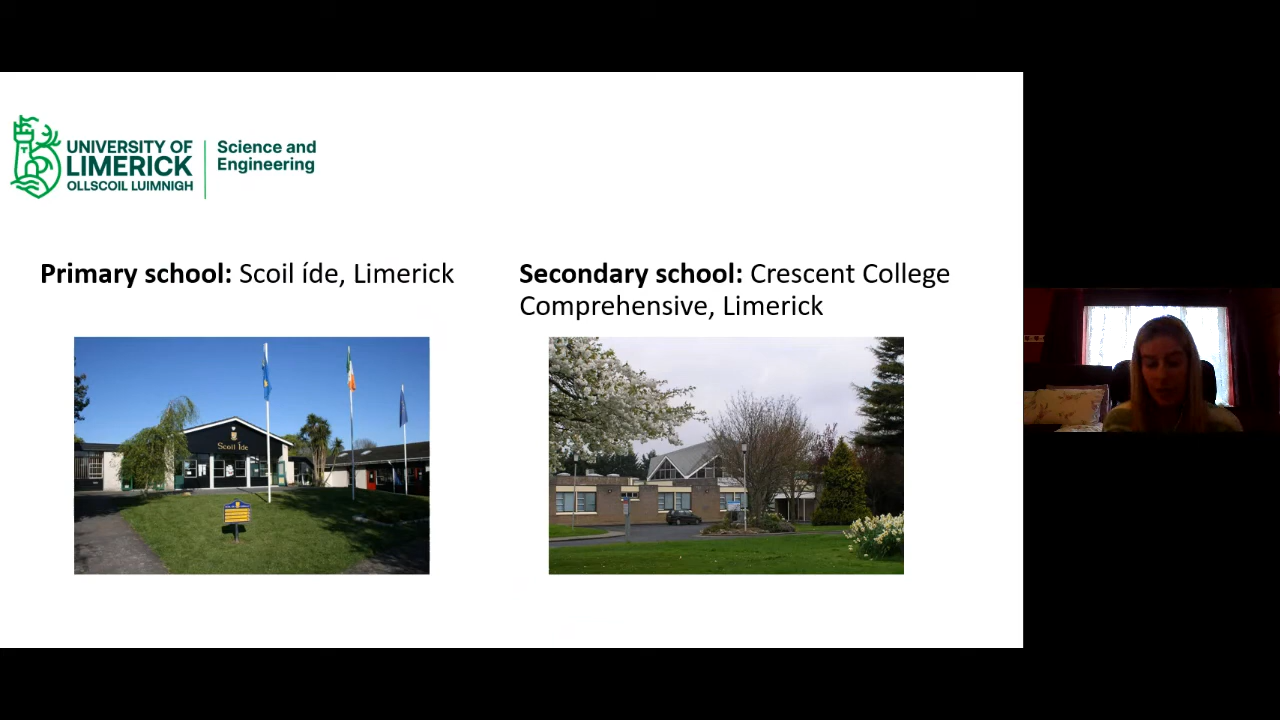 UNIVERSITY OF
LIMERICK
OLLSCOIL LUIMNIGH
Science and
Engineering
Primary school: Scoil íde, Limerick
Secondary school: Crescent College
Comprehensive, Limerick
Scoil Ide